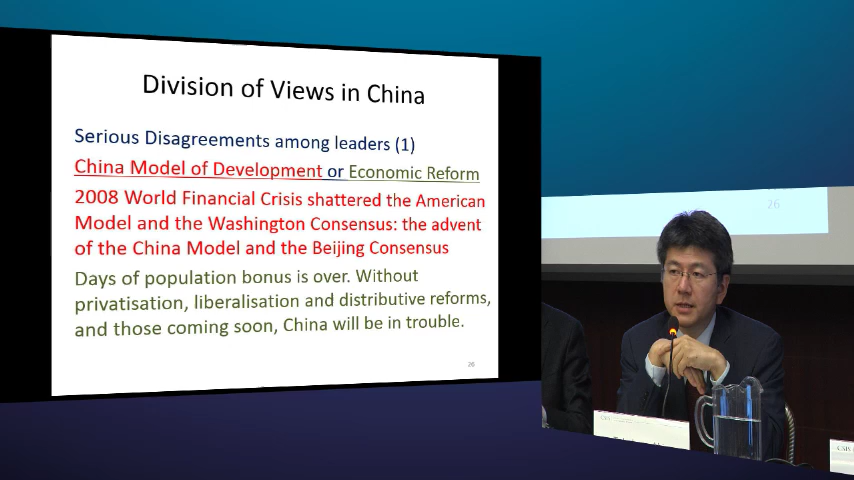 Division of Views in China
Serious Disagreements among leaders (1)
China Model of Development or Economic Reform
2008 World Financial Crisis shattered the American
Model and the Washington Consensus: the advent
of the China Model and the Beijing Consensus
Days of population bonus is over. Without
privatisation, liberalisation and distributive reforms,
and those coming soon, China will be in trouble.
26
26
CSIS